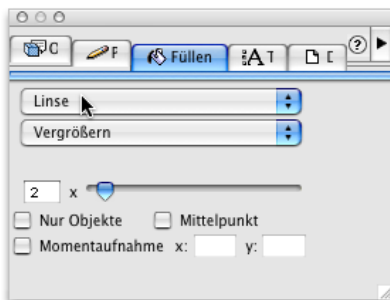 C F Füllen A T D
Linse
Vergrößern
2 x
Nur Objekte Mittelpunkt
Momentaufnahme x: y: